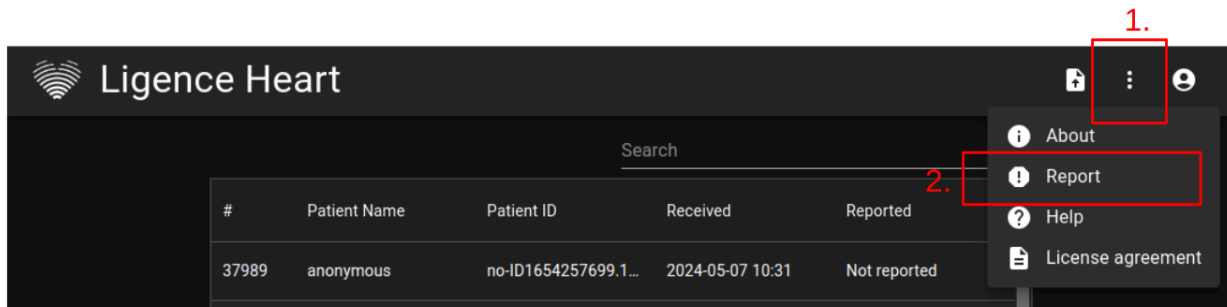 1.
Ligence Heart
About
Search
2.
Report
# Patient Name Patient ID Received Reported
Help
37989 anonymous no-ID1654257699.1... 2024-05-07 10:31 Not reported
License agreement